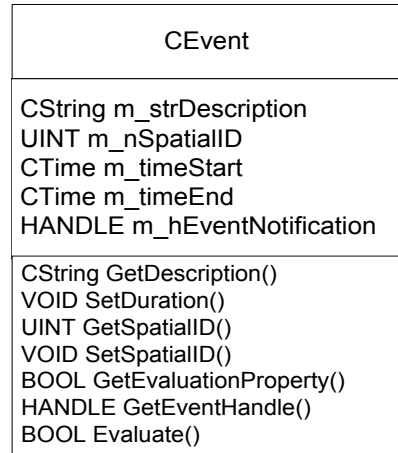 CEvent
CString m_strDescription
UINT m_nSpatialID
CTime m_timeStart
CTime m_timeEnd
HANDLE m_hEventNotification
CString GetDescription()
VOID SetDuration()
UINT GetSpatialID()
VOID SetSpatialID()
BOOL GetEvaluationProperty()
HANDLE GetEventHandle()
BOOL Evaluate()